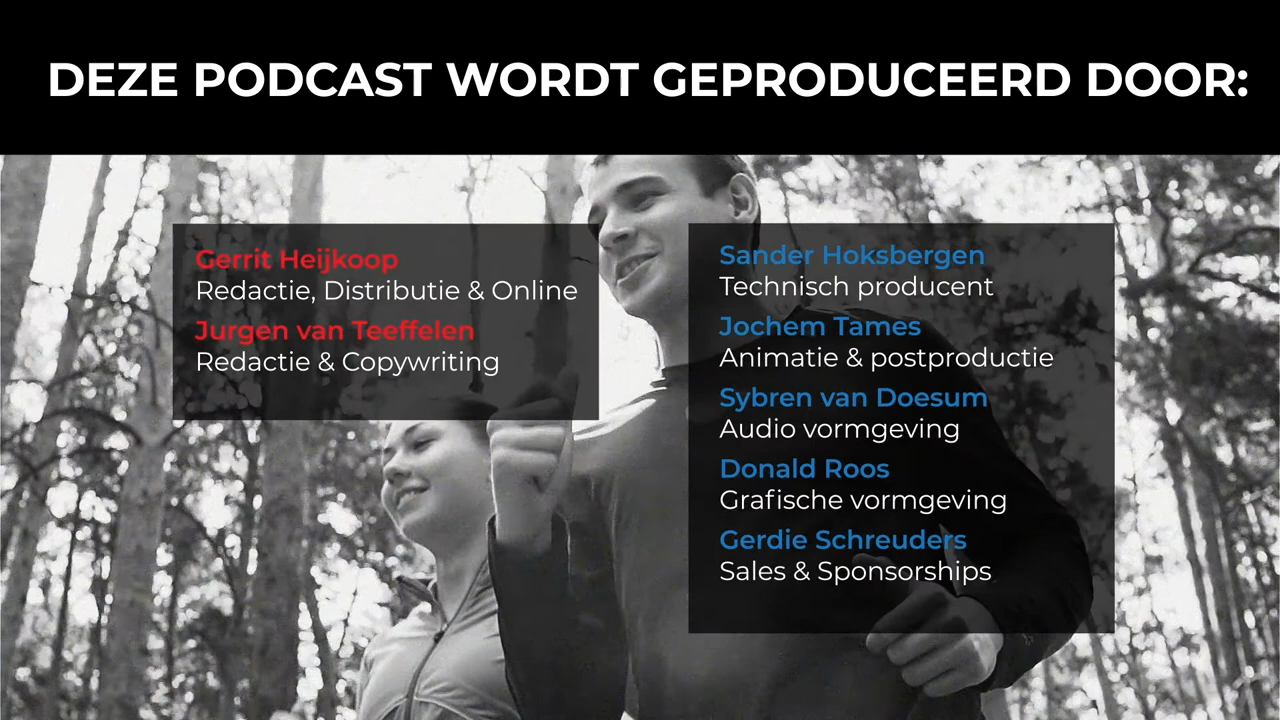 DEZE PODCAST WORDT GEPRODUCEERD DOOR:
Gerrit Heijkoop
Redactie, Distributie & Online
Jurgen van Teeffelen
Redactie & Copywriting
Sander Hoksbergen
Technisch producent
Jochem Tames
Animatie & postproductie
Sybren van Doesum
Audio vormgeving
Donald Roos
Grafische vormgeving
Gerdie Schreuders
Sales & Sponsorships